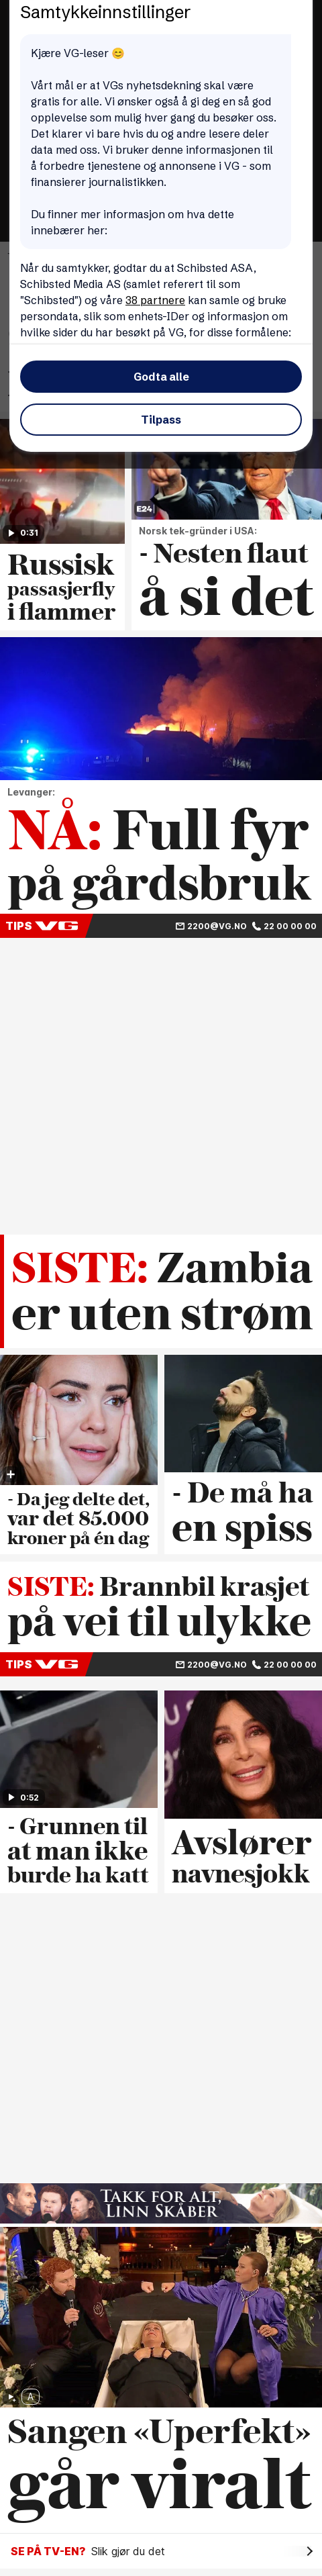 Samtykkeinnstillinger
Kjære VG-leser 😊
Vårt mål er at VGs nyhetsdekning skal være
gratis for alle. Vi ønsker også å gi deg en så god
opplevelse som mulig hver gang du besøker oss.
Det klarer vi bare hvis du og andre lesere deler
data med oss. Vi bruker denne informasjonen til
å forbedre tjenestene og annonsene i VG - som
finansierer journalistikken.
Du finner mer informasjon om hva dette
innebærer her:
Når du samtykker, godtar du at Schibsted ASA,
Schibsted Media AS (samlet referert til som
"Schibsted") og våre 38 partnere kan samle og bruke
persondata, slik som enhets-IDer og informasjon om
hvilke sider du har besøkt på VG, for disse formålene:
Godta alle
Tilpass
0:31
Russisk
passasjerfly
i flammer
E24
Norsk tek-gründer i USA:
- Nesten flaut
å si det
Levanger:
NÅ: Full fyr
på gårdsbruk
TIPS VG 2200@VG.NO 22 00 00 00
SISTE: Zambia
er uten strøm
- Da jeg delte det,
var det 85.000
kroner på én dag
- De må ha
en spiss
SISTE: Brannbil krasjet
på vei til ulykke
TIPS VG 2200@VG.NO 22 00 00 00
0:52
- Grunnen til
at man ikke
burde ha katt
Avslører
navnesjokk
TAKK FOR ALT,
LINN SKÅBER
A
Sangen «Uperfekt»
går viralt
SE PÅ TV-EN? Slik gjør du det